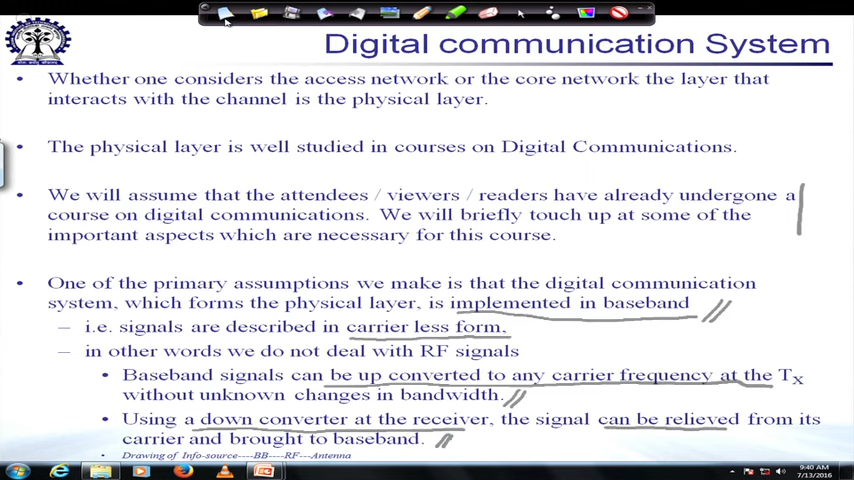 Digital communication System
• Whether one considers the access network or the core network the layer that
interacts with the channel is the physical layer.
• The physical layer is well studied in courses on Digital Communications.
• We will assume that the attendees / viewers / readers have already undergone a
course on digital communications. We will briefly touch up at some of the
important aspects which are necessary for this course.
• One of the primary assumptions we make is that the digital communication
system, which forms the physical layer, is implemented in baseband
– i.e. signals are described in carrier less form,
– in other words we do not deal with RF signals
• Baseband signals can be up converted to any carrier frequency at the Tx
without unknown changes in bandwidth.
• Using a down converter at the receiver, the signal can be relieved from its
carrier and brought to baseband.
• Drawing of Info-source----BB---RF---Antenna
9:40 AM
7/13/2016